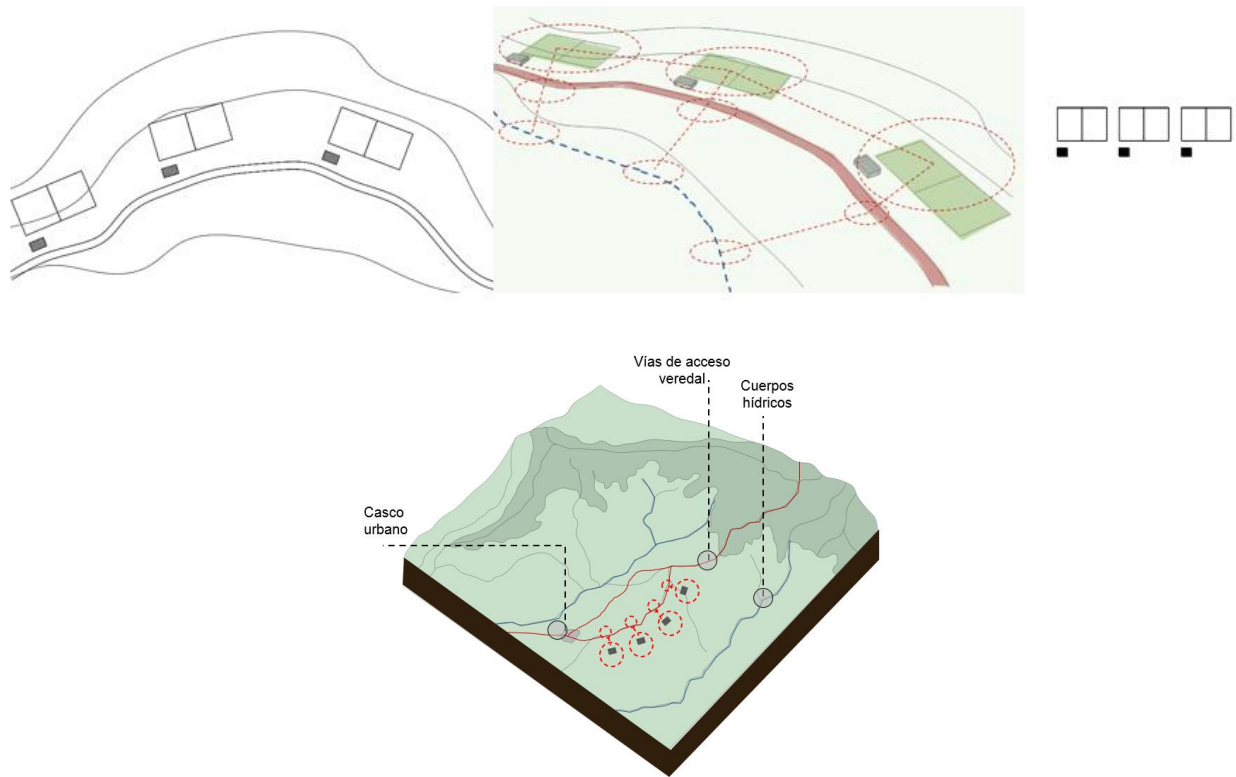 Vías de acceso
veredal
Cuerpos
hídricos
Casco
urbano